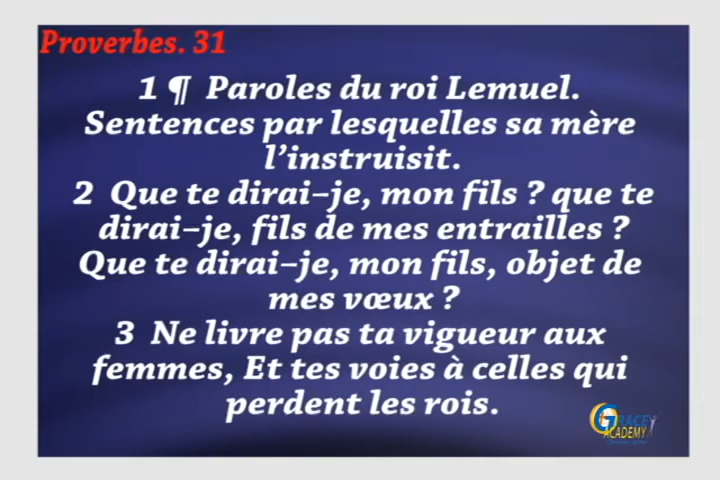 Proverbes. 31
1 ¶ Paroles du roi Lemuel.
Sentences par lesquelles sa mère
l’instruisit.
2 Que te dirai–je, mon fils ? que te
dirai–je, fils de mes entrailles ?
Que te dirai–je, mon fils, objet de
mes vœux ?
3 Ne livre pas ta vigueur aux
femmes, Et tes voies à celles qui
perdent les rois.
GRACE
ACADEMY